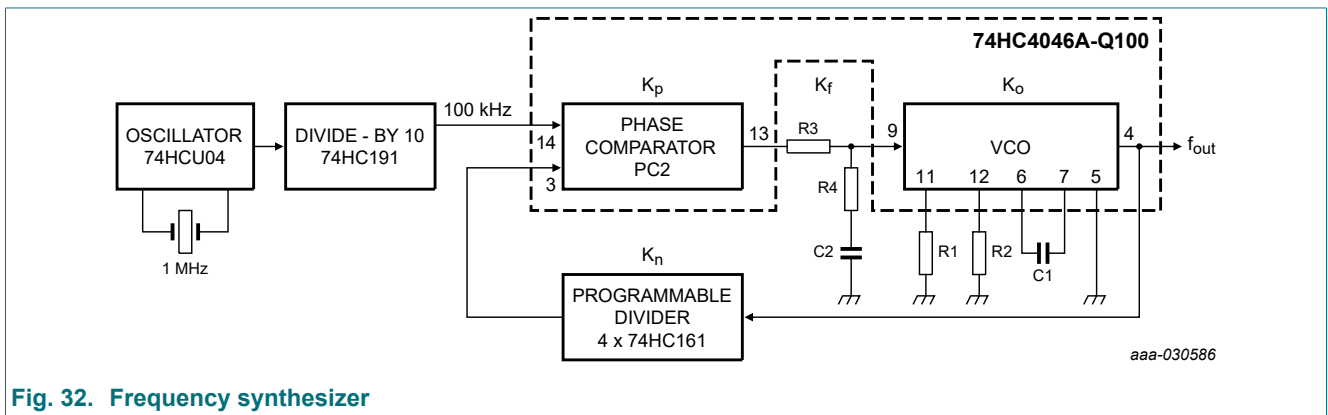 74HC4046A-Q100
Kp
Kf
Ko
OSCILLATOR
74HCU04
DIVIDE - BY 10
74HC191
100 kHz
14
3
PHASE
COMPARATOR
PC2
13
R3
9
VCO
4
fout
11
12
6
7
5
R4
C2
R1
R2
C1
1 MHz
Kn
PROGRAMMABLE
DIVIDER
4 x 74HC161
aaa-030586
Fig. 32. Frequency synthesizer